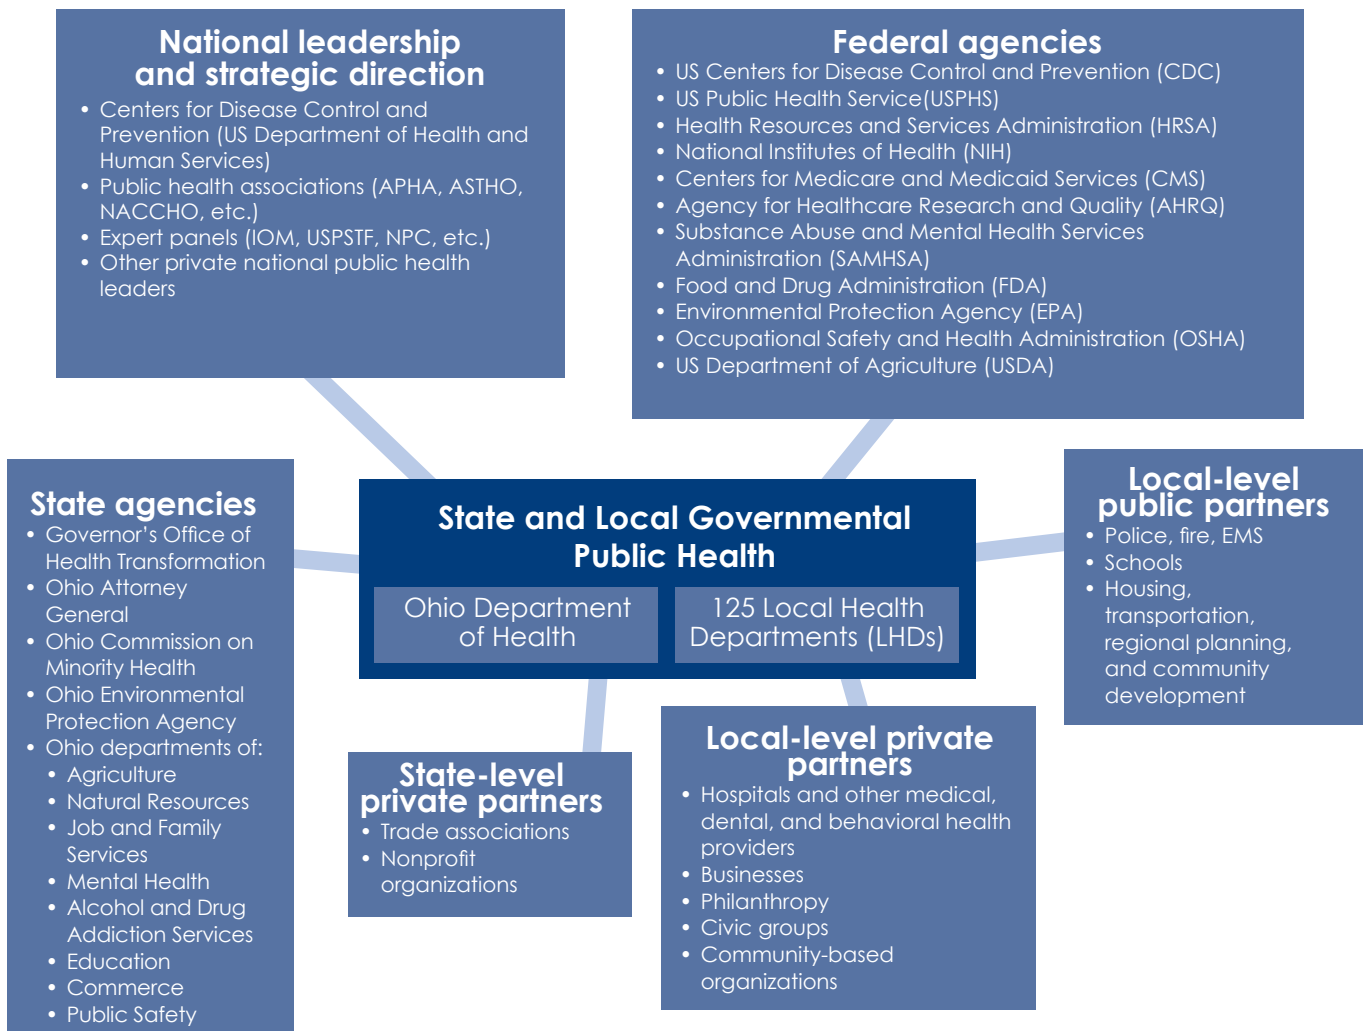 National leadership
and strategic direction
• Centers for Disease Control and
Prevention (US Department of Health and
Human Services)
• Public health associations (APHA, ASTHO,
NACCHO, etc.)
• Expert panels (IOM, USPSTF, NPC, etc.)
• Other private national public health
leaders
Federal agencies
• US Centers for Disease Control and Prevention (CDC)
• US Public Health Service(USPHS)
• Health Resources and Services Administration (HRSA)
• National Institutes of Health (NIH)
• Centers for Medicare and Medicaid Services (CMS)
• Agency for Healthcare Research and Quality (AHRQ)
• Substance Abuse and Mental Health Services
Administration (SAMHSA)
• Food and Drug Administration (FDA)
• Environmental Protection Agency (EPA)
• Occupational Safety and Health Administration (OSHA)
• US Department of Agriculture (USDA)
State agencies
• Governor’s Office of
Health Transformation
• Ohio Attorney
General
• Ohio Commission on
Minority Health
• Ohio Environmental
Protection Agency
• Ohio departments of:
• Agriculture
• Natural Resources
• Job and Family
Services
• Mental Health
• Alcohol and Drug
Addiction Services
• Education
• Commerce
• Public Safety
State and Local Governmental
Public Health
Ohio Department
of Health
125 Local Health
Departments (LHDs)
Local-level
public partners
• Police, fire, EMS
• Schools
• Housing,
transportation,
regional planning,
and community
development
State-level
private partners
• Trade associations
• Nonprofit
organizations
Local-level private
partners
• Hospitals and other medical,
dental, and behavioral health
providers
• Businesses
• Philanthropy
• Civic groups
• Community-based
organizations